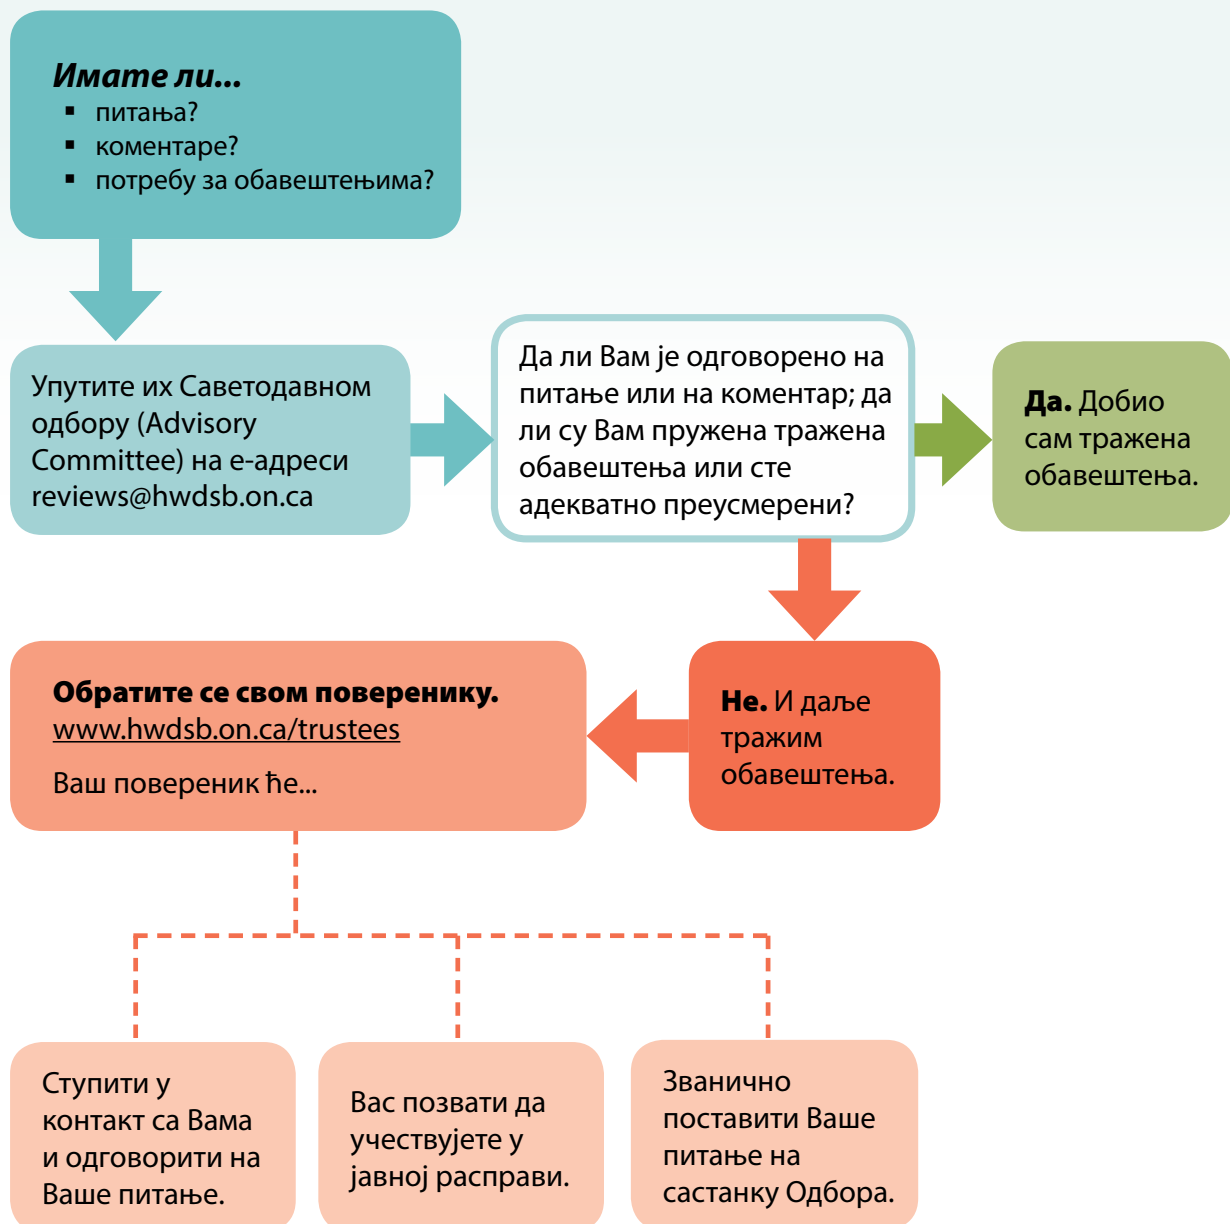 Имате ли...
▪ питања?
▪ коментаре?
▪ потребу за обавештењима?
Упутите их Саветодавном
одбору (Advisory
Committee) на е-адреси
reviews@hwdsb.on.ca
Да ли Вам је одговорено на
питање или на коментар; да
ли су Вам пружена тражена
обавештења или сте
адекватно преусмерени?
Да. Добио
сам тражена
обавештења.
Не. И даље
тражим
обавештења.
Обратите се свом поверенику.
www.hwdsb.on.ca/trustees
Ваш повереник ће...
Ступити у
контакт са Вама
и одговорити на
Ваше питање.
Вас позвати да
учествујете у
јавној расправи.
Званично
поставити Ваше
питање на
састанку Одбора.